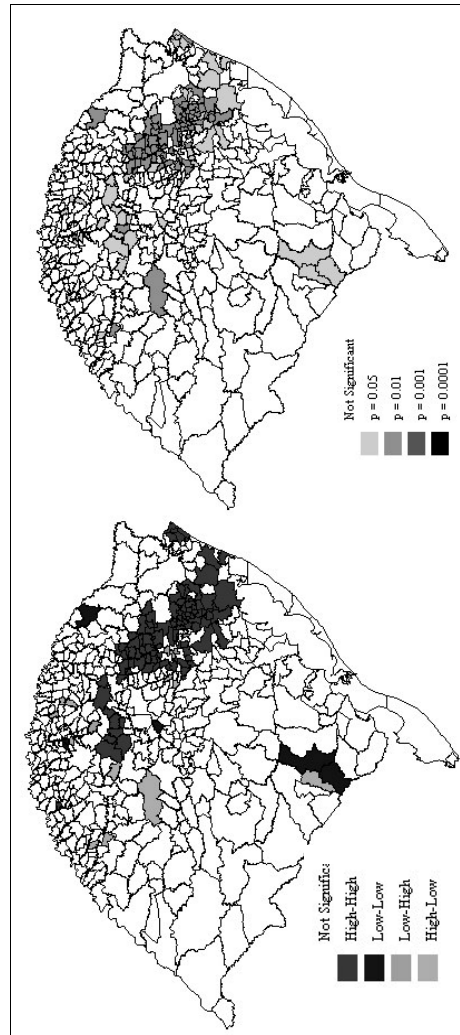 Not Significant
p = 0.05
p = 0.01
p = 0.001
p = 0.0001
Not Significa
High-High
Low-Low
Low-High
High-Low